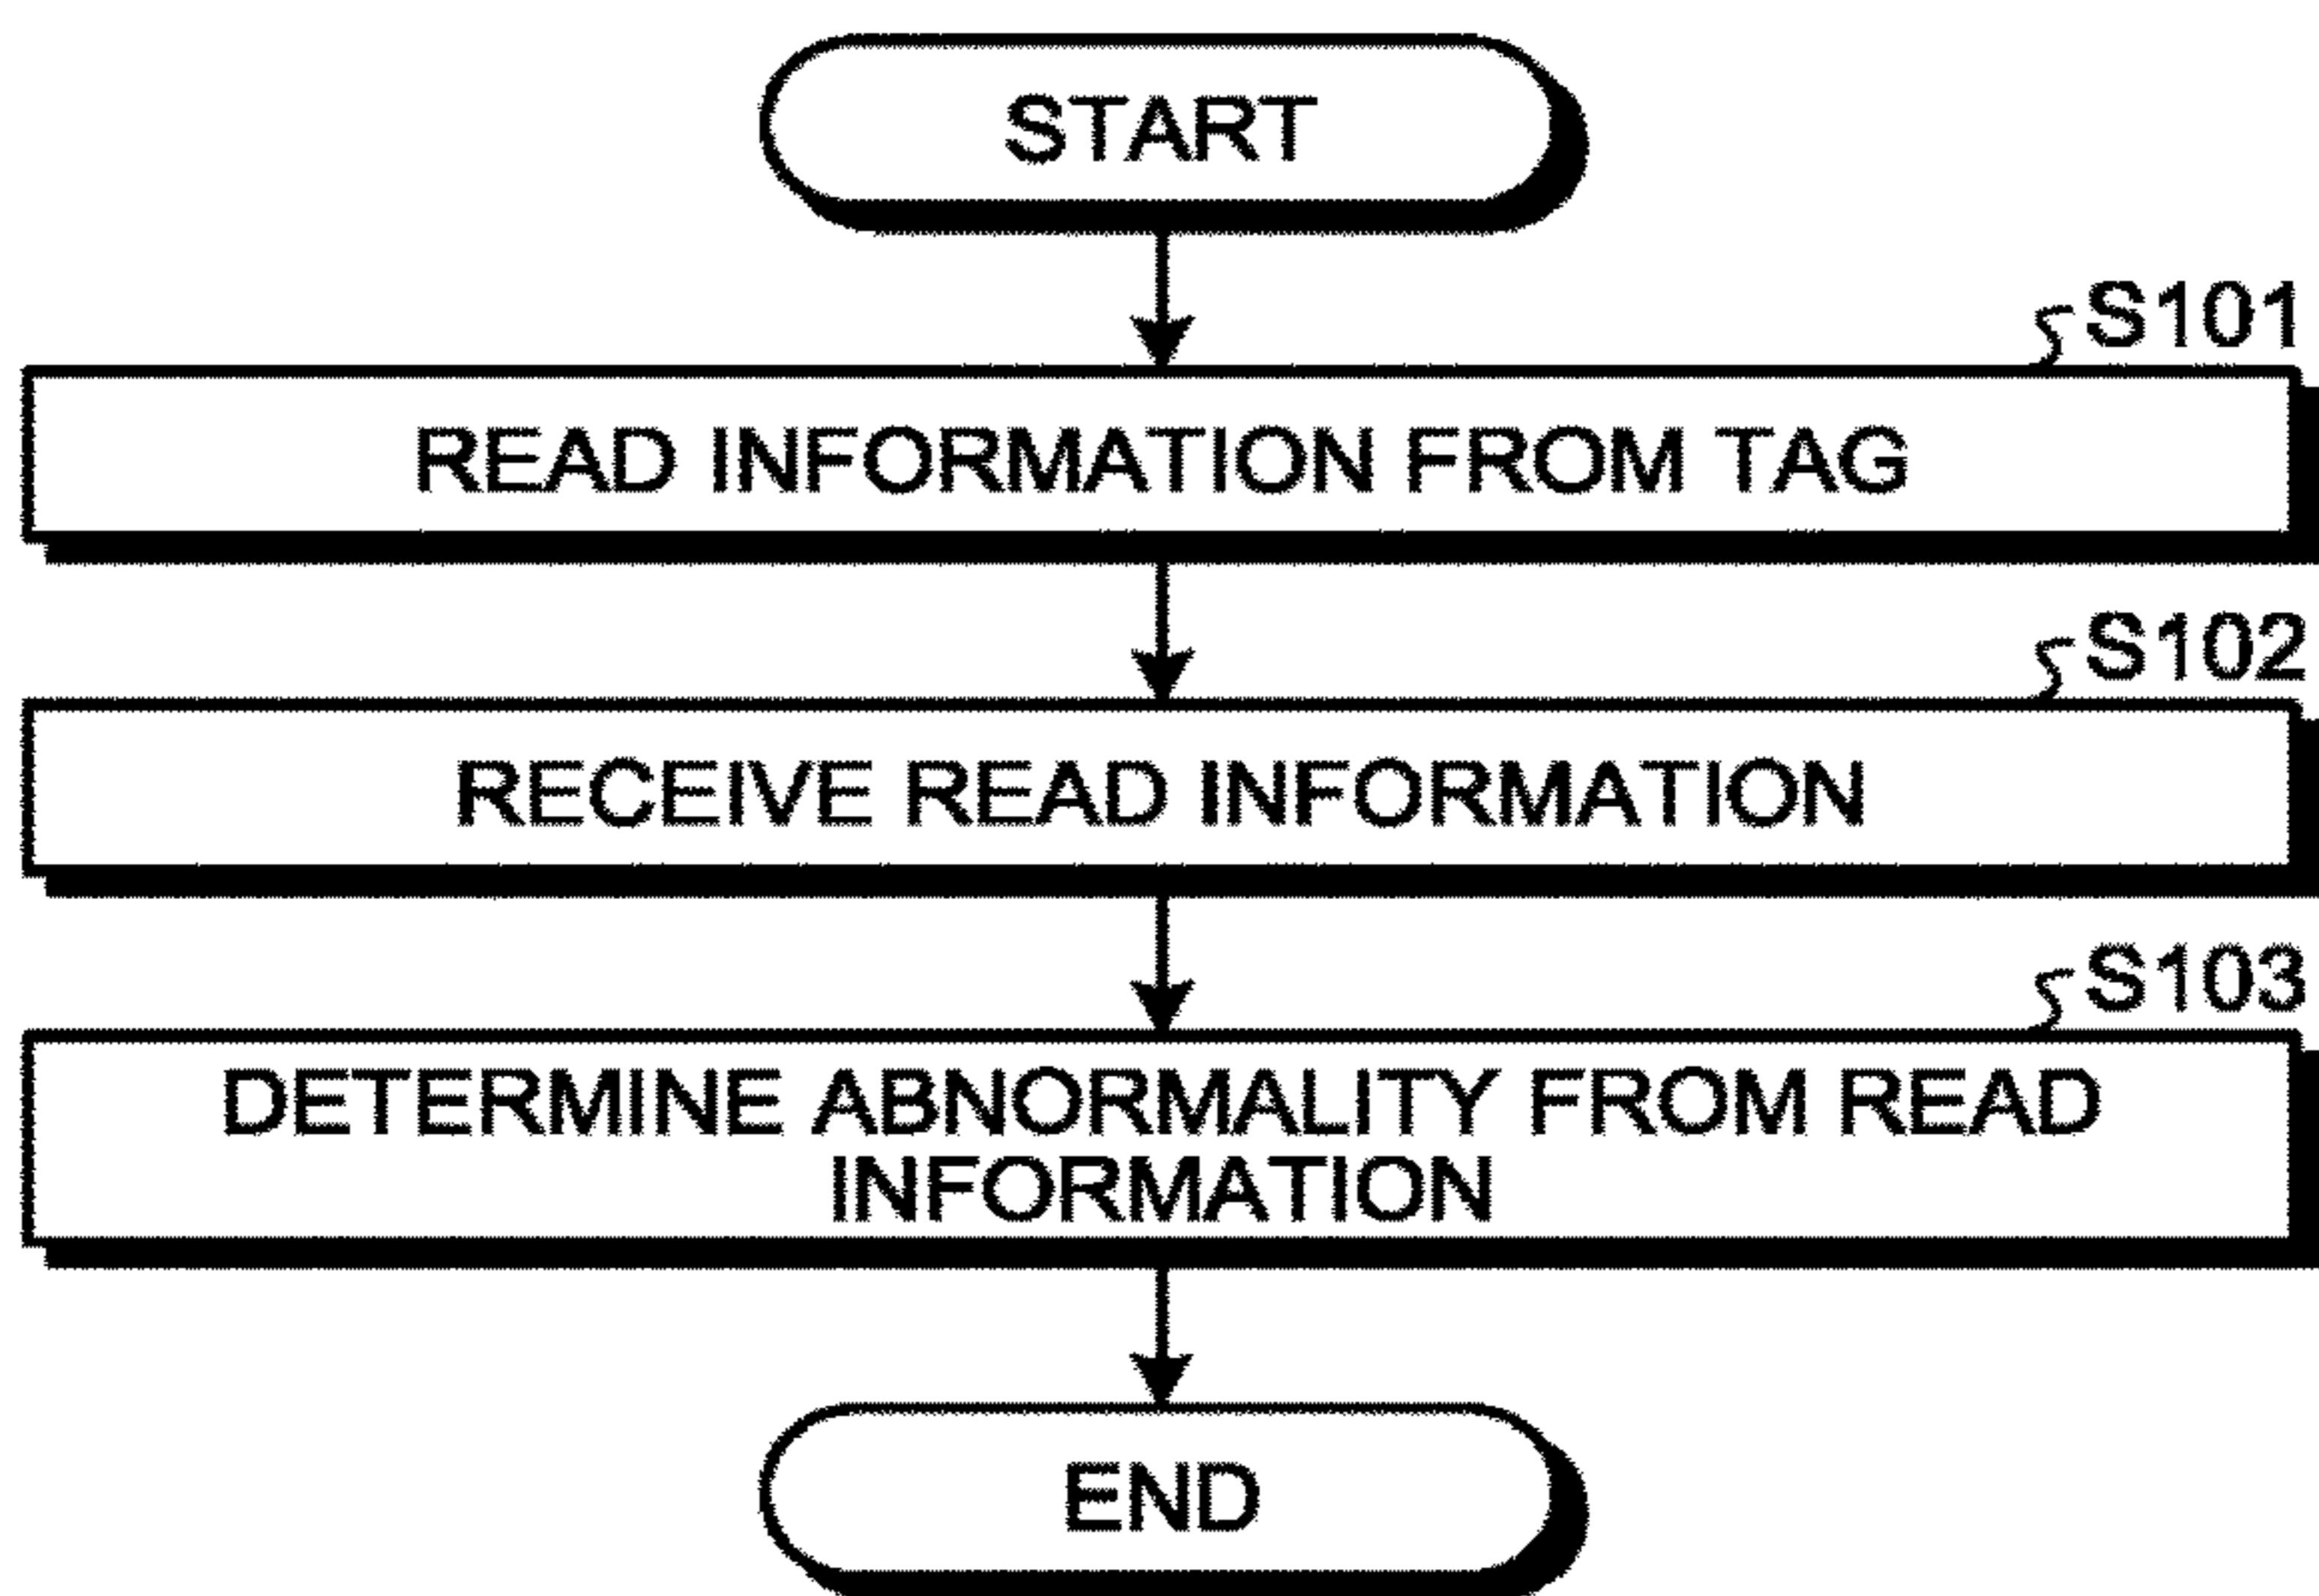 START
S101
READ INFORMATION FROM TAG
S102
RECEIVE READ INFORMATION
S103
DETERMINE ABNORMALITY FROM READ
INFORMATION
END